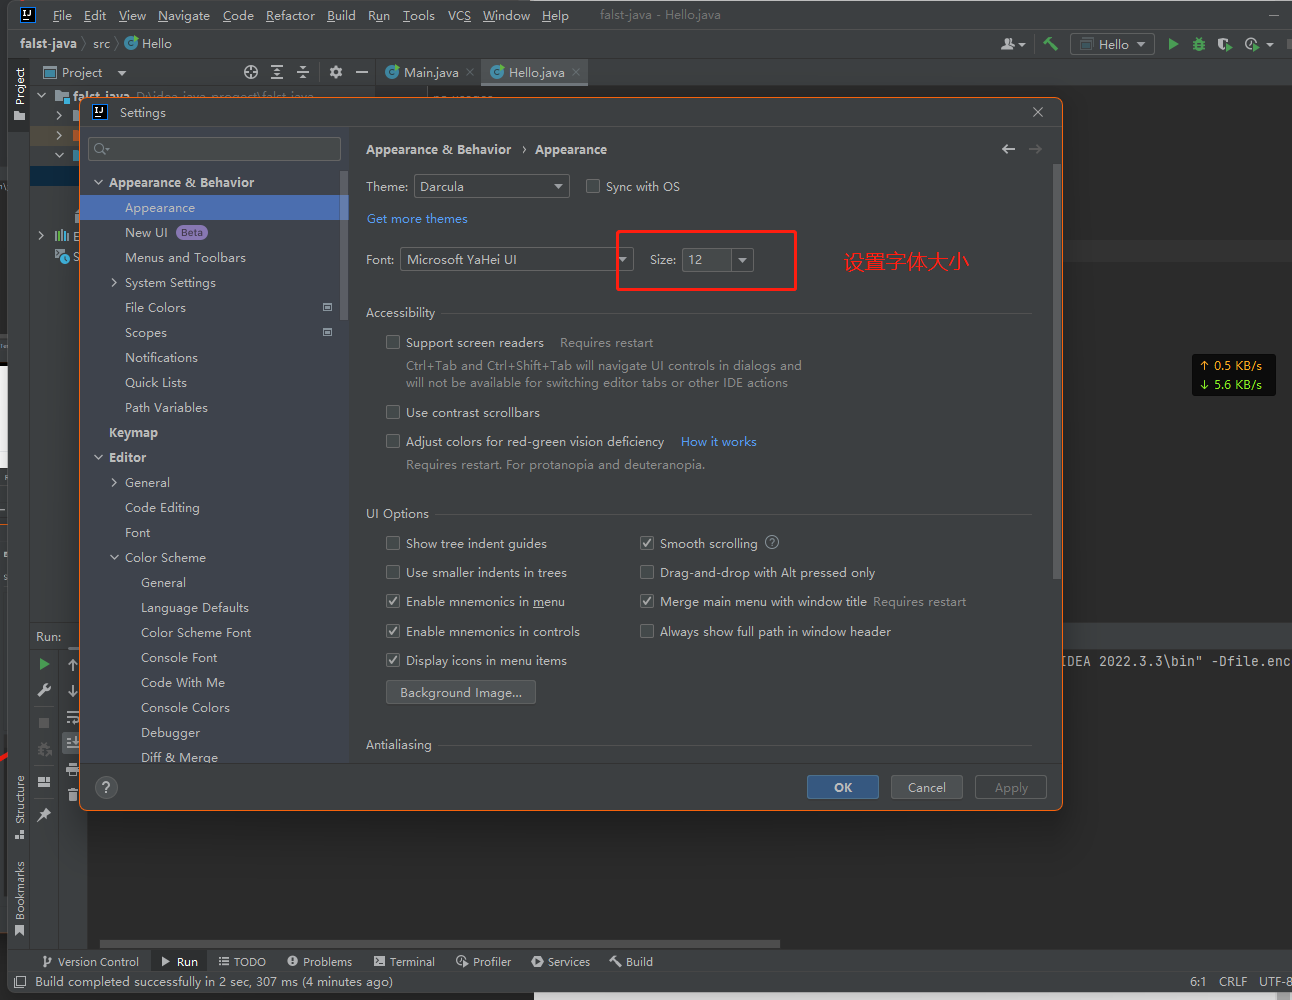 File Edit View Navigate Code Refactor Build Run Tools VCS Window Help falst-java - Hello.java
falst-java src Hello
Hello
Project
Project
Main.java Hello.java
Settings
Appearance & Behavior
Appearance
New UI Beta
Menus and Toolbars
System Settings
File Colors
Scopes
Notifications
Quick Lists
Path Variables
Keymap
Editor
General
Code Editing
Font
Color Scheme
General
Language Defaults
Color Scheme Font
Console Font
Code With Me
Console Colors
Debugger
Diff & Merge
Appearance & Behavior › Appearance
Theme: Darcula Sync with OS
Get more themes
Font: Microsoft YaHei UI Size: 12
设置字体大小
Accessibility
Support screen readers Requires restart
Ctrl+Tab and Ctrl+Shift+Tab will navigate UI controls in dialogs and
will not be available for switching editor tabs or other IDE actions
Use contrast scrollbars
Adjust colors for red-green vision deficiency How it works
Requires restart. For protanopia and deuteranopia.
UI Options
Show tree indent guides Smooth scrolling ?
Use smaller indents in trees Drag-and-drop with Alt pressed only
Enable mnemonics in menu Merge main menu with window title Requires restart
Enable mnemonics in controls Always show full path in window header
Display icons in menu items
Background Image...
Antialiasing
? OK Cancel Apply
↑ 0.5 KB/s
↓ 5.6 KB/s
Run:
IDEA 2022.3.3\bin" -Dfile.enc
Structure
Bookmarks
Version Control Run TODO Problems Terminal Profiler Services Build
Build completed successfully in 2 sec, 307 ms (4 minutes ago) 6:1 CRLF UTF-8